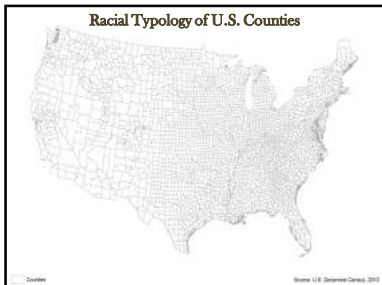 Racial Typology of U.S. Counties
Counties
Source: U.S. Decennial Census, 2010